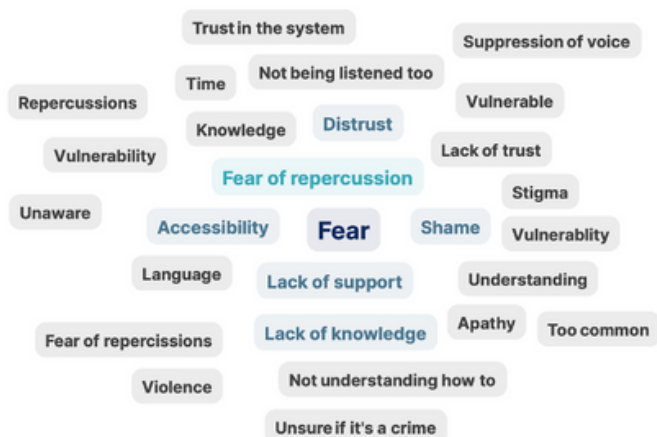 Trust in the system
Suppression of voice
Not being listened too
Time
Repercussions
Vulnerable
Distrust
Knowledge
Lack of trust
Vulnerability
Fear of repercussion
Stigma
Unaware
Accessibility
Fear
Shame
Vulnerablity
Language
Lack of support
Understanding
Apathy
Too common
Lack of knowledge
Fear of repercissions
Violence
Not understanding how to
Unsure if it's a crime